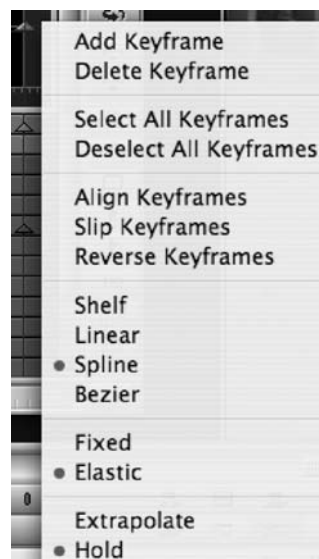 Add Keyframe
Delete Keyframe
Select All Keyframes
Deselect All Keyframes
Align Keyframes
Slip Keyframes
Reverse Keyframes
Shelf
Linear
Spline
Bezier
Fixed
Elastic
0
Extrapolate
Hold